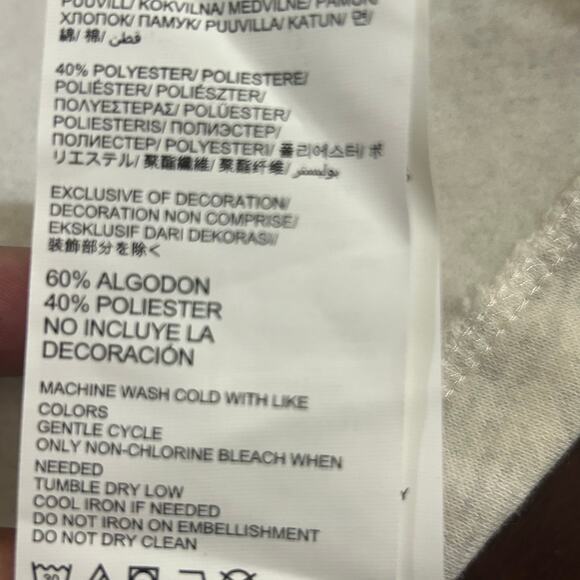 PUUVILL/ KOKVILNA/ MEDVILNĖ/ PAMUK/
ХЛОПОК/ ПАМУК/ PUUVILLA/ KATUN/ 면/
綿/ 棉/ قطن/
40% POLYESTER/ POLIESTERE/
POLIÉSTER/ POLIÉSZTER/
ΠΟΛΥΕΣΤΕΡΑΣ/ POLÜESTER/
POLIESTERIS/ ПОЛИЭСТЕР/
ПОЛИЕСТЕР/ POLYESTERI/ 폴리에스터/ ポ
リエステル/ 聚酯纖維/ 聚酯纤维/ بوليستر/
EXCLUSIVE OF DECORATION/
DECORATION NON COMPRISE/
EKSKLUSIF DARI DEKORASI/
装飾部分を除く
60% ALGODON
40% POLIESTER
NO INCLUYE LA
DECORACIÓN
MACHINE WASH COLD WITH LIKE
COLORS
GENTLE CYCLE
ONLY NON-CHLORINE BLEACH WHEN
NEEDED
TUMBLE DRY LOW
COOL IRON IF NEEDED
DO NOT IRON ON EMBELLISHMENT
DO NOT DRY CLEAN
30